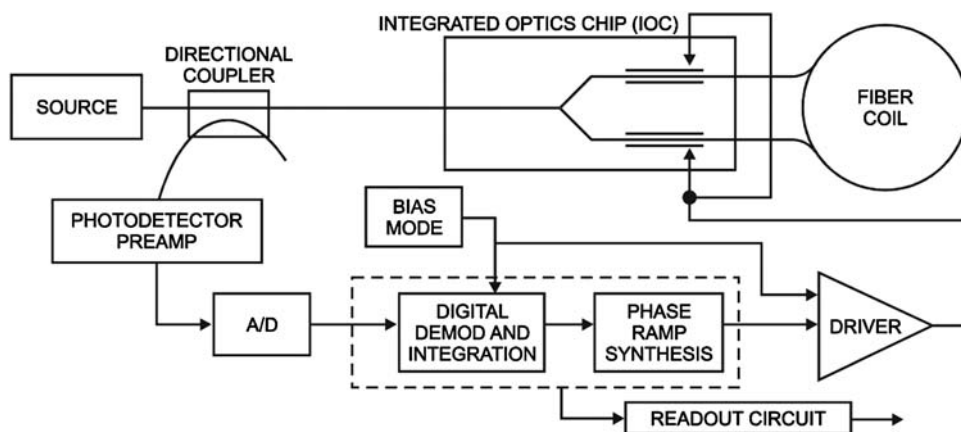 INTEGRATED OPTICS CHIP (IOC)
DIRECTIONAL
COUPLER
SOURCE
FIBER
COIL
PHOTODETECTOR
PREAMP
BIAS
MODE
A/D
DIGITAL
DEMOD AND
INTEGRATION
PHASE
RAMP
SYNTHESIS
DRIVER
READOUT CIRCUIT